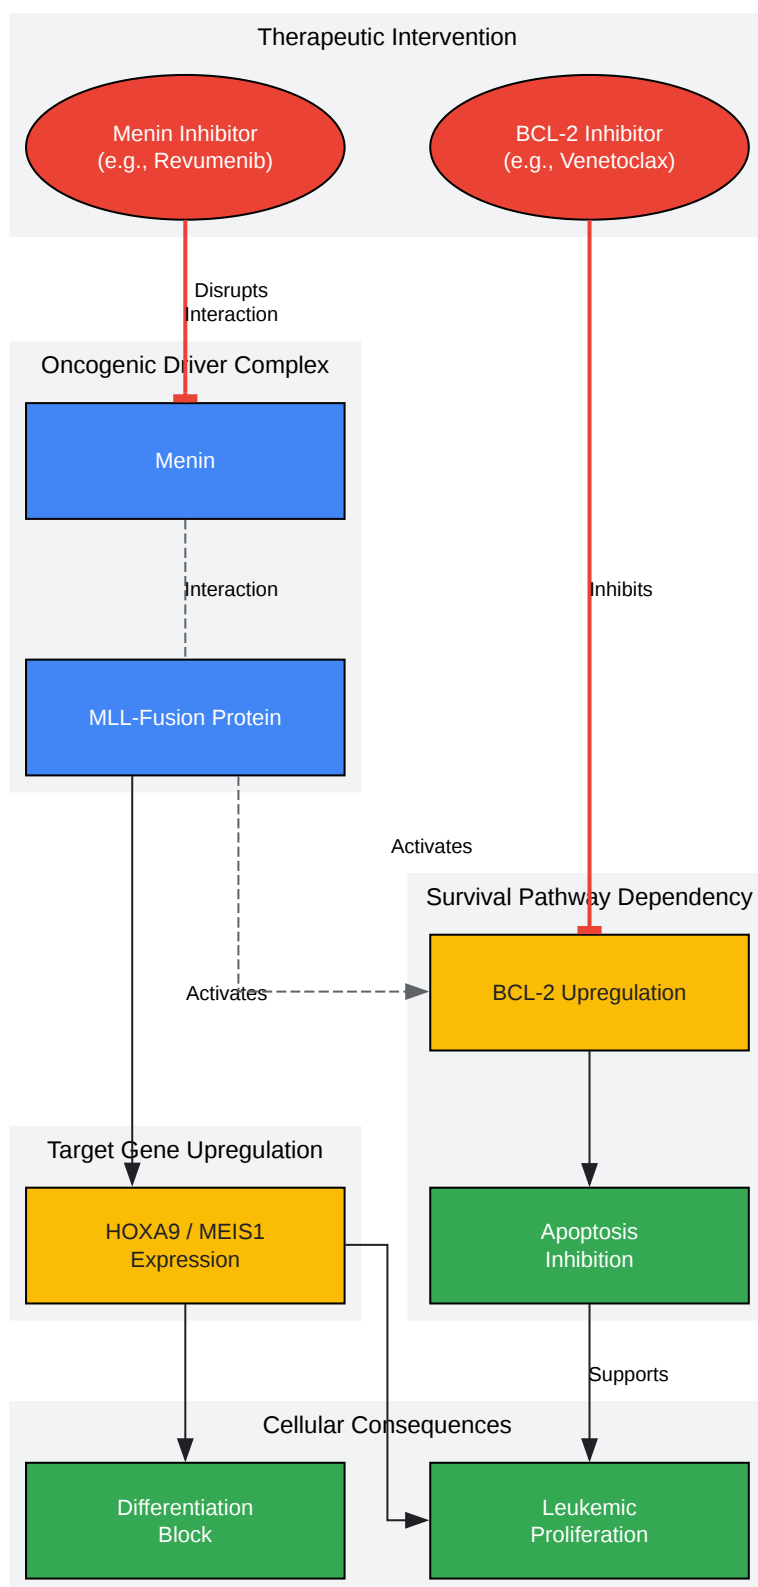 Therapeutic Intervention
Menin Inhibitor
(e.g., Revumenib)
BCL-2 Inhibitor
(e.g., Venetoclax)
Disrupts
Interaction
Oncogenic Driver Complex
Menin
Interaction
Inhibits
MLL-Fusion Protein
Activates
Survival Pathway Dependency
Activates
BCL-2 Upregulation
Target Gene Upregulation
HOXA9 / MEIS1
Expression
Apoptosis
Inhibition
Supports
Cellular Consequences
Differentiation
Block
Leukemic
Proliferation